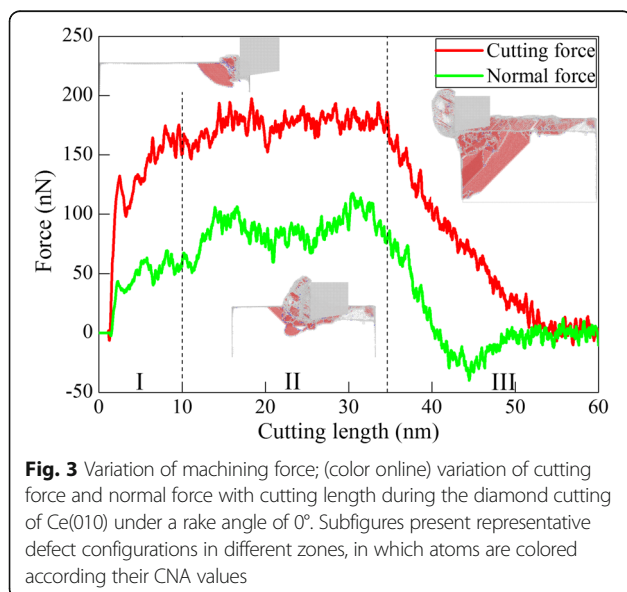 250
200
150
100
50
0
-50
Force (nN)
Cutting force
Normal force
I
II
III
0
10
20
30
40
50
60
Cutting length (nm)
Fig. 3 Variation of machining force; (color online) variation of cutting
force and normal force with cutting length during the diamond cutting
of Ce(010) under a rake angle of 0°. Subfigures present representative
defect configurations in different zones, in which atoms are colored
according their CNA values